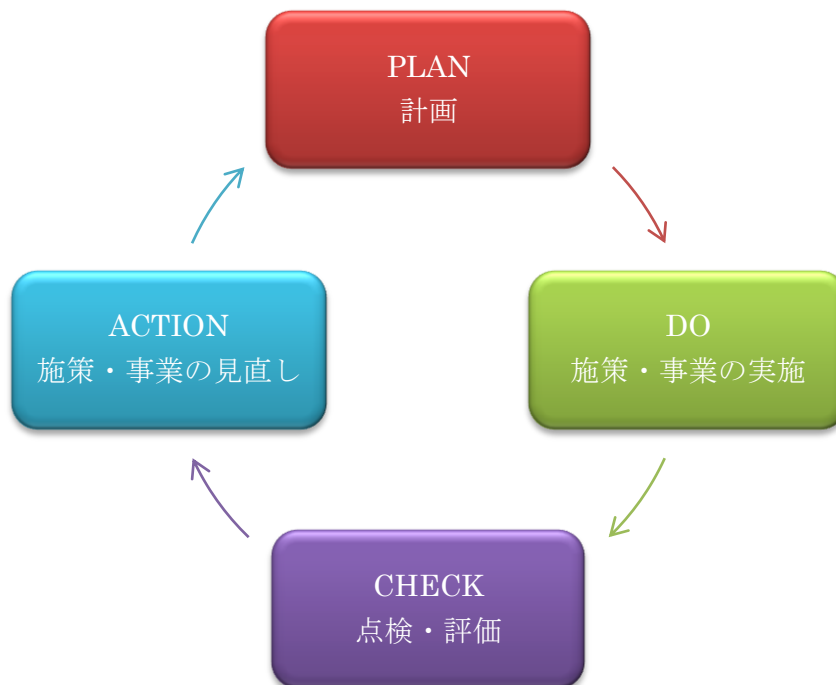 PLAN
計画
DO
施策・事業の実施
CHECK
点検・評価
ACTION
施策・事業の見直し